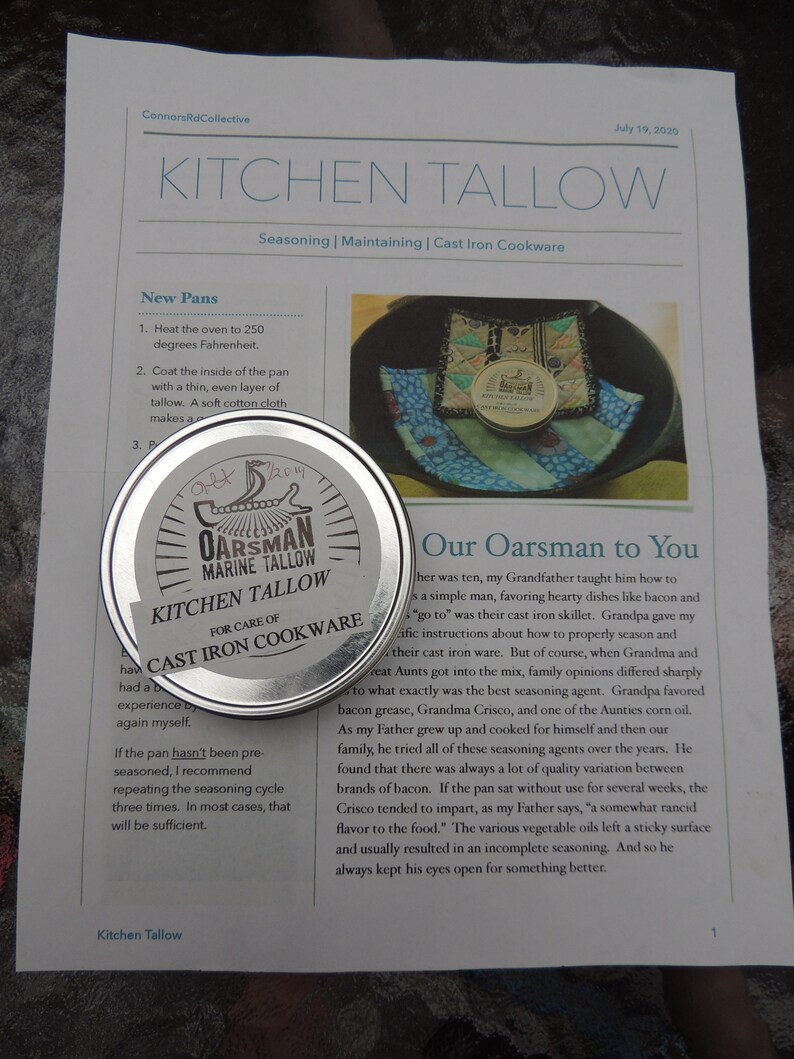 ConnorsRdCollective
July 19, 2020
KITCHEN TALLOW
Seasoning | Maintaining | Cast Iron Cookware
New Pans
1. Heat the oven to 250
degrees Fahrenheit.
2. Coat the inside of the pan
with a thin, even layer of
tallow. A soft cotton cloth
makes a
3.
had a
experience
again myself.
If the pan hasn't been pre-
seasoned, I recommend
repeating the seasoning cycle
three times. In most cases, that
will be sufficient.
OARSMAN
MARINE TALLOW
KITCHEN TALLOW
FOR CARE OF
CAST IRON COOKWARE
Our Oarsman to You
was ten, my Grandfather taught him how to
a simple man, favoring hearty dishes like bacon and
"go to" was their cast iron skillet. Grandpa gave my
instructions about how to properly season and
their cast iron ware. But of course, when Grandma and
Aunts got into the mix, family opinions differed sharply
to what exactly was the best seasoning agent. Grandpa favored
bacon grease, Grandma Crisco, and one of the Aunties corn oil.
As my Father grew up and cooked for himself and then our
family, he tried all of these seasoning agents over the years. He
found that there was always a lot of quality variation between
brands of bacon. If the pan sat without use for several weeks, the
Crisco tended to impart, as my Father says, "a somewhat rancid
flavor to the food." The various vegetable oils left a sticky surface
and usually resulted in an incomplete seasoning. And so he
always kept his eyes open for something better.
OARSMAN
MARINE TALLOW
KITCHEN TALLOW
FOR CARE OF
CAST IRON COOKWARE
/2019
Kitchen Tallow
1